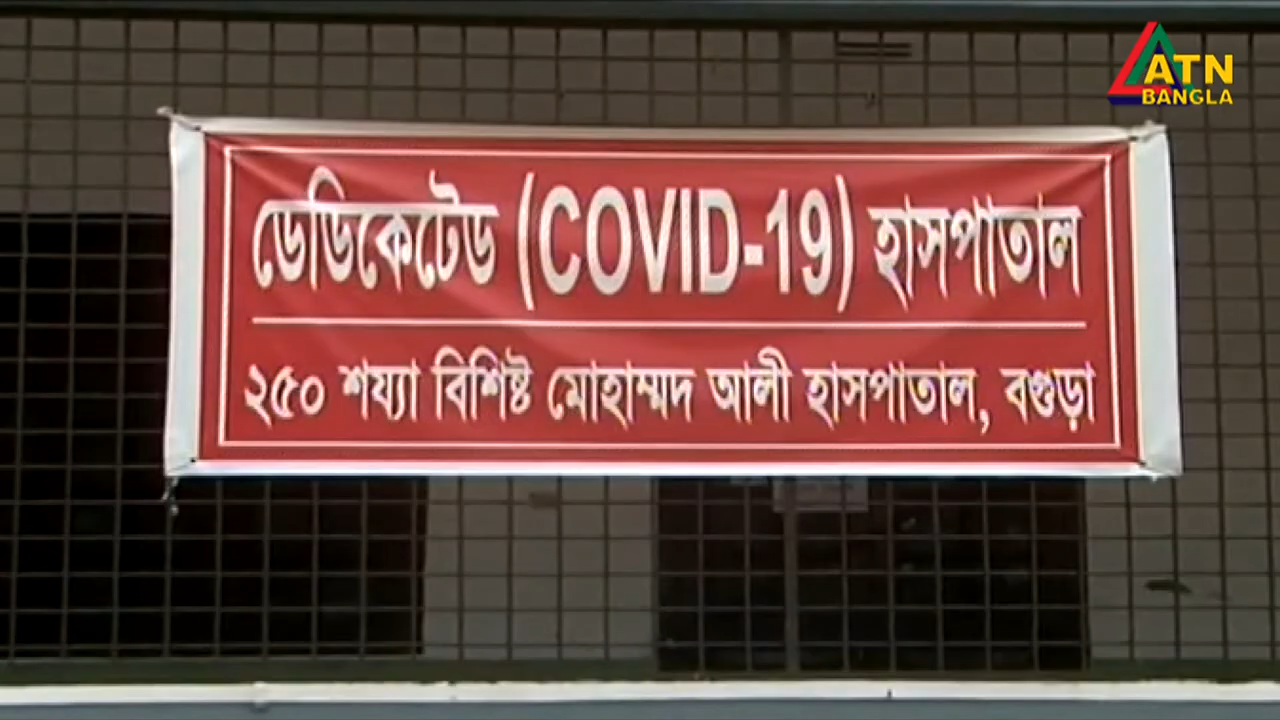 ATN
BANGLA
ডেডিকেটেড (COVID-19) হাসপাতাল
২৫০ শয্যা বিশিষ্ট মোহাম্মদ আলী হাসপাতাল, বগুড়া